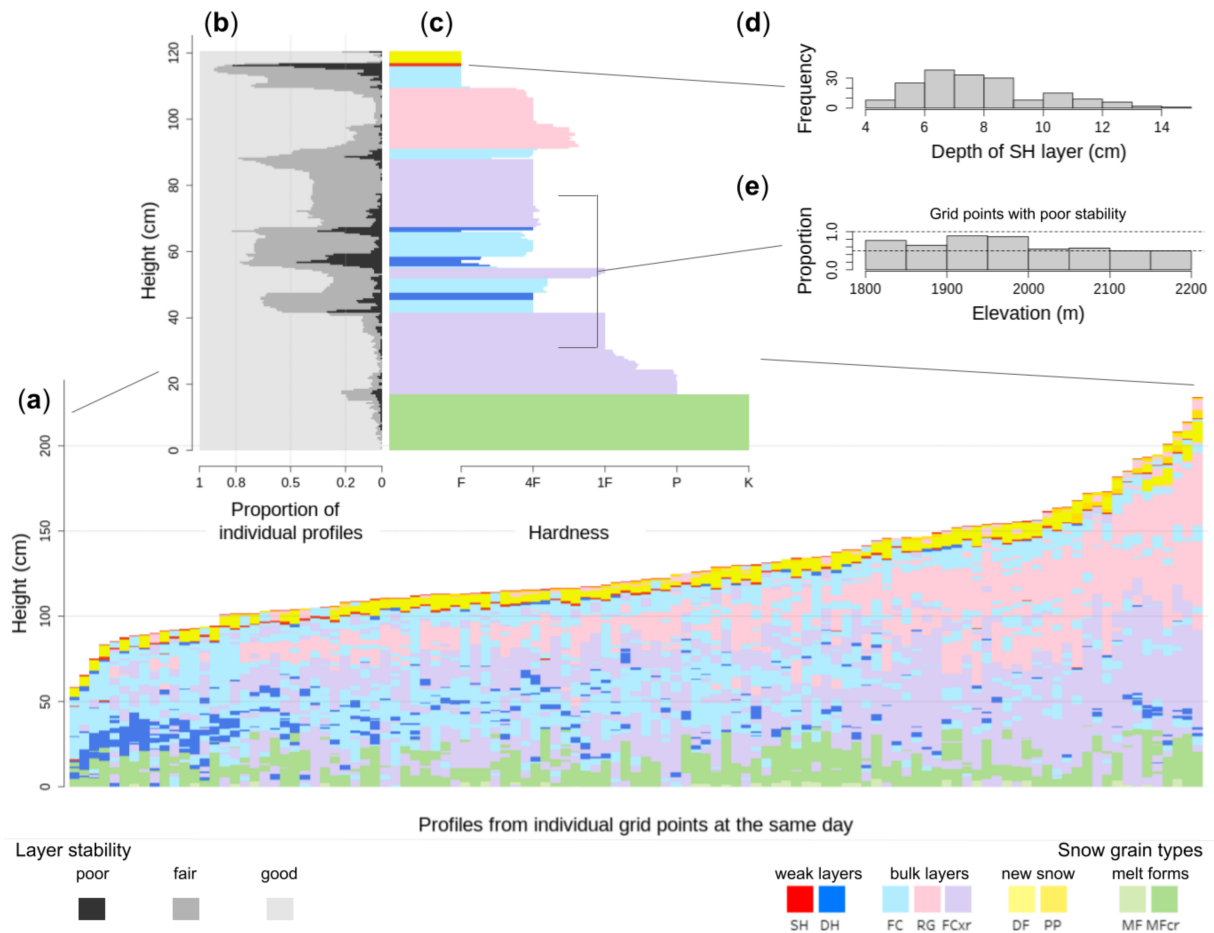 (b)
(c)
(d)
Height (cm)
120
100
80
60
40
20
0
1 0.8 0.5 0.2 0
Proportion of
individual profiles
F 4F 1F P K
Hardness
Frequency
30
0
4 6 8 10 12 14
Depth of SH layer (cm)
(e)
Grid points with poor stability
Proportion
1.0
0.0
1800 1900 2000 2100 2200
Elevation (m)
(a)
Height (cm)
200
150
100
50
0
Profiles from individual grid points at the same day
Layer stability
poor fair good
Snow grain types
weak layers bulk layers new snow melt forms
SH DH FC RG FCxr DF PP MF MFcr